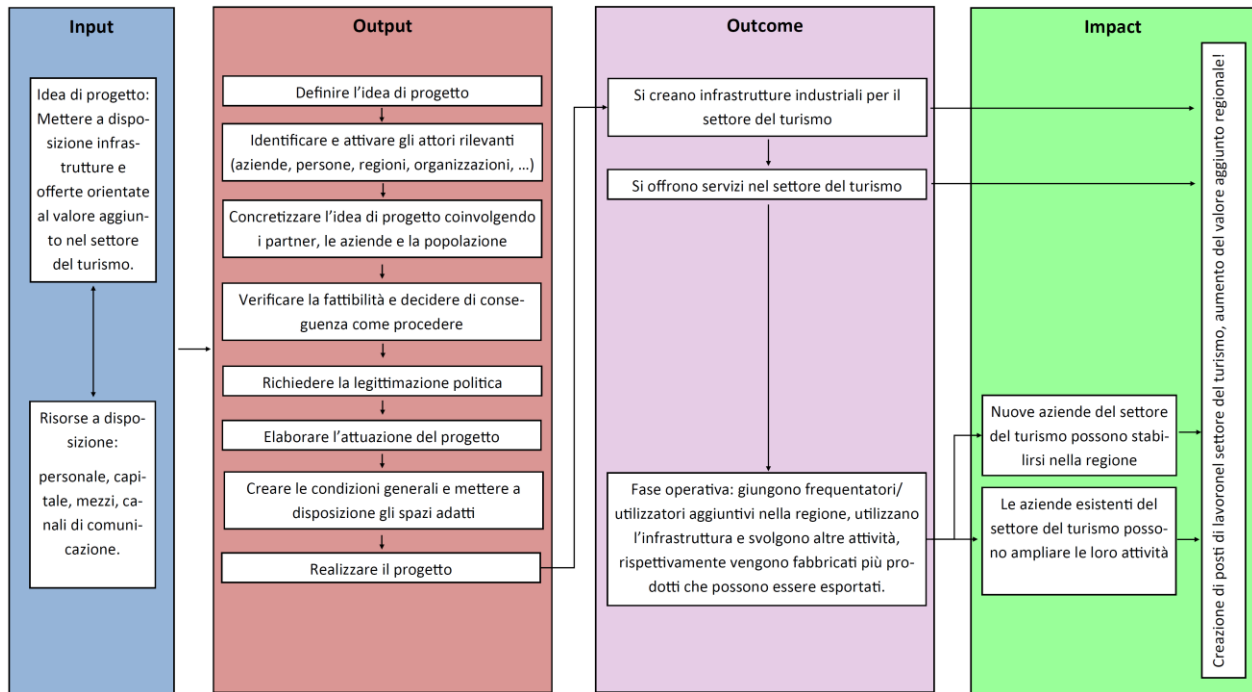 Input
Idea di progetto:
Mettere a dispo-
sizione infras-
trutture e
offerte orientate
al valore aggiun-
to nel settore
del turismo.
Risorse a dispo-
sizione:
personale, capi-
tale, mezzi, ca-
nali di comuni-
cazione.
Output
Definire l’idea di progetto
Identificare e attivare gli attori rilevanti
(aziende, persone, regioni, organizzazioni, ...)
Concretizzare l’idea di progetto coinvolgendo
i partner, le aziende e la popolazione
Verificare la fattibilità e decidere di conse-
guenza come procedere
Richiedere la legittimazione politica
Elaborare l’attuazione del progetto
Creare le condizioni generali e mettere a
disposizione gli spazi adatti
Realizzare il progetto
Outcome
Si creano infrastrutture industriali per il
settore del turismo
Si offrono servizi nel settore del turismo
Fase operativa: giungono frequentatori/
utilizzatori aggiuntivi nella regione, utilizzano
l’infrastruttura e svolgono altre attività,
rispettivamente vengono fabbricati più pro-
dotti che possono essere esportati.
Impact
Nuove aziende del settore
del turismo possono stabi-
lirsi nella regione
Le aziende esistenti del
settore del turismo posso-
no ampliare le loro attività
Creazione di posti di lavoronel settore del turismo, aumento del valore aggiunto regionale!